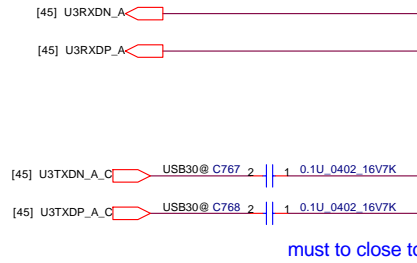 [45] U3RXDN_A
[45] U3RXDP_A
[45] U3TXDN_A_C USB30@ C767 2 1 0.1U_0402_16V7K
[45] U3TXDP_A_C USB30@ C768 2 1 0.1U_0402_16V7K
must to close to